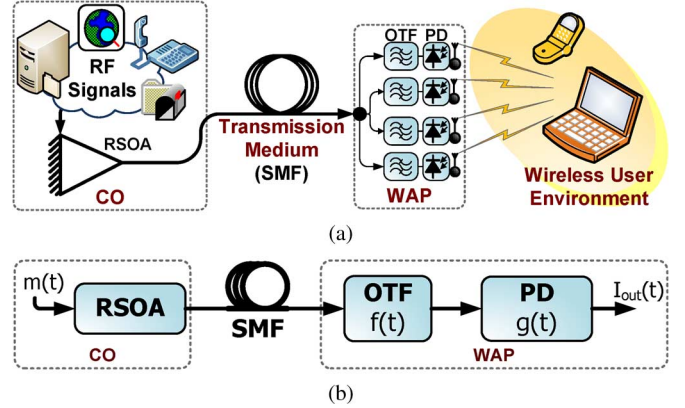 RF
Signals
RSOA
CO
Transmission
Medium
(SMF)
OTF PD
WAP
Wireless User
Environment
(a)
m(t)
RSOA
CO
SMF
OTF
f(t)
PD
g(t)
I_out(t)
WAP
(b)